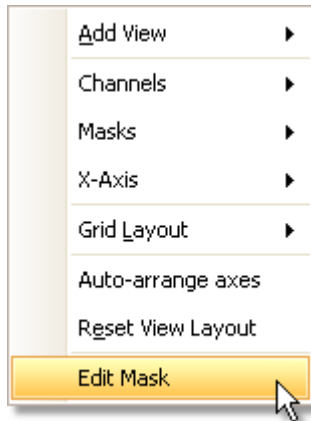 Add View
Channels
Masks
X-Axis
Grid Layout
Auto-arrange axes
Reset View Layout
Edit Mask